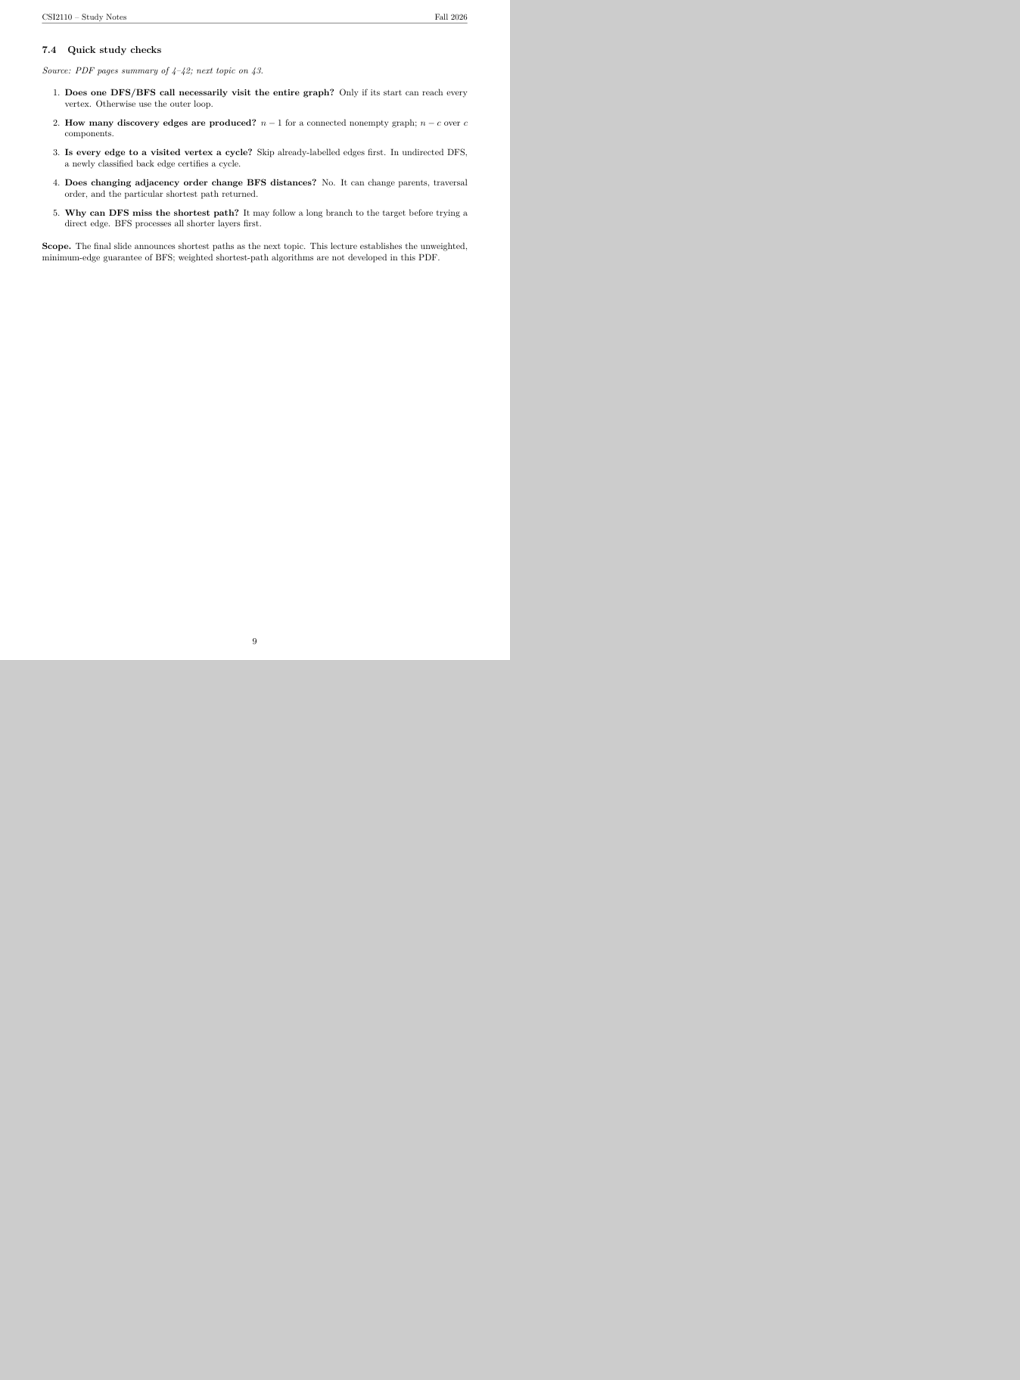 CSI2110 – Study Notes Fall 2026
7.4 Quick study checks
Source: PDF pages summary of 4–42; next topic on 43.
1. Does one DFS/BFS call necessarily visit the entire graph? Only if its start can reach every
vertex. Otherwise use the outer loop.
2. How many discovery edges are produced? n − 1 for a connected nonempty graph; n − c over c
components.
3. Is every edge to a visited vertex a cycle? Skip already-labelled edges first. In undirected DFS,
a newly classified back edge certifies a cycle.
4. Does changing adjacency order change BFS distances? No. It can change parents, traversal
order, and the particular shortest path returned.
5. Why can DFS miss the shortest path? It may follow a long branch to the target before trying a
direct edge. BFS processes all shorter layers first.
Scope. The final slide announces shortest paths as the next topic. This lecture establishes the unweighted,
minimum-edge guarantee of BFS; weighted shortest-path algorithms are not developed in this PDF.
9